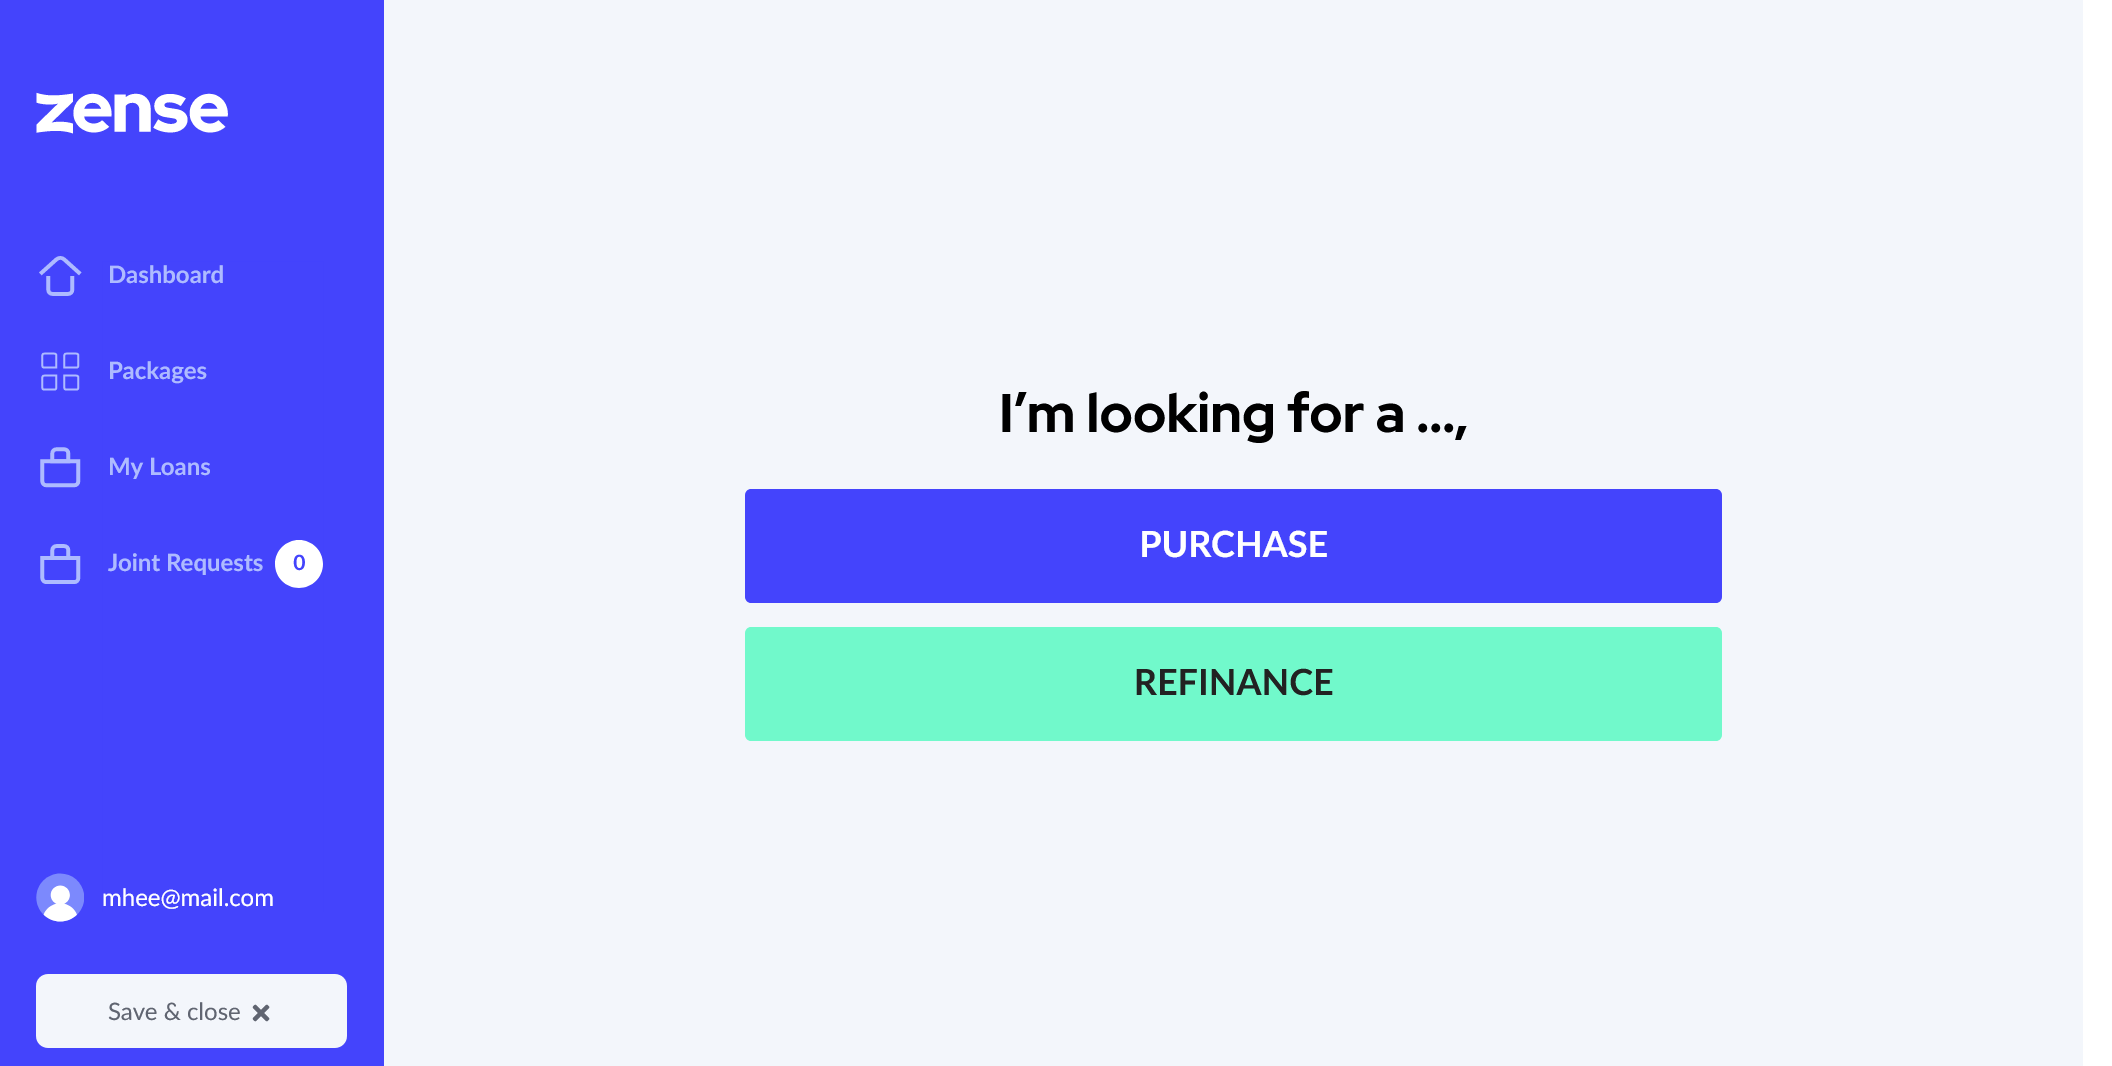 zense
Dashboard
Packages
My Loans
Joint Requests 0
mhee@mail.com
Save & close
I'm looking for a ...,
PURCHASE
REFINANCE